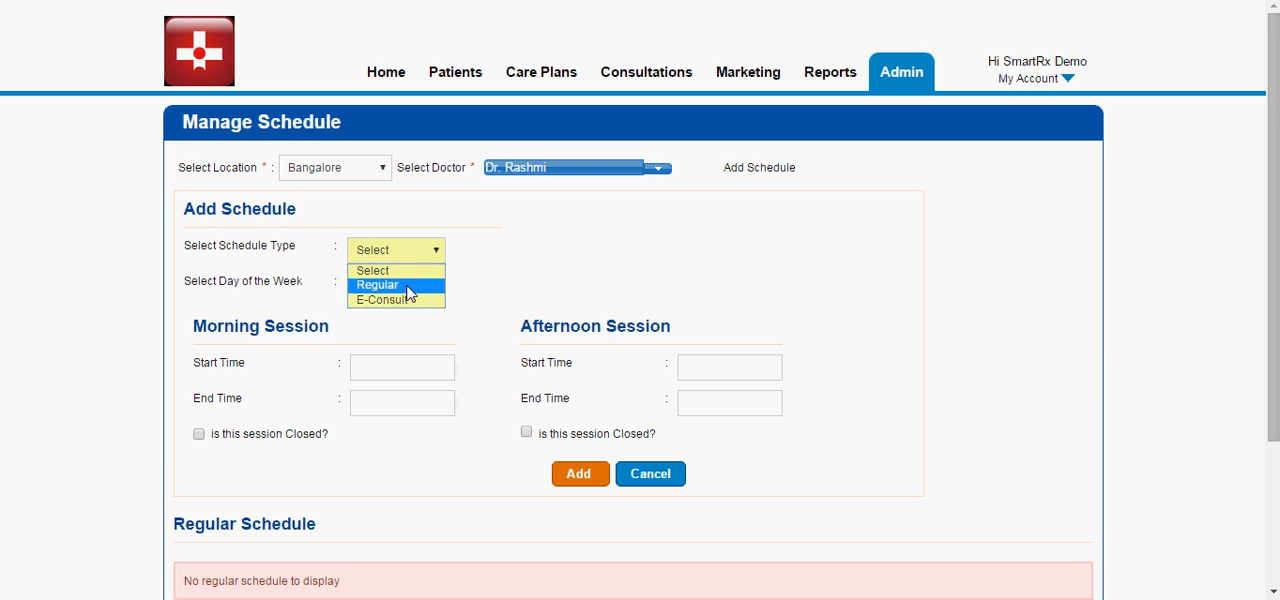 Home Patients Care Plans Consultations Marketing Reports Admin
Hi SmartRx Demo
My Account
Manage Schedule
Select Location * : Bangalore Select Doctor * Dr. Rashmi Add Schedule
Add Schedule
Select Schedule Type : Select
Select
Select Day of the Week : Regular
E-Consult
Morning Session Afternoon Session
Start Time : Start Time :
End Time : End Time :
is this session Closed? is this session Closed?
Add Cancel
Regular Schedule
No regular schedule to display